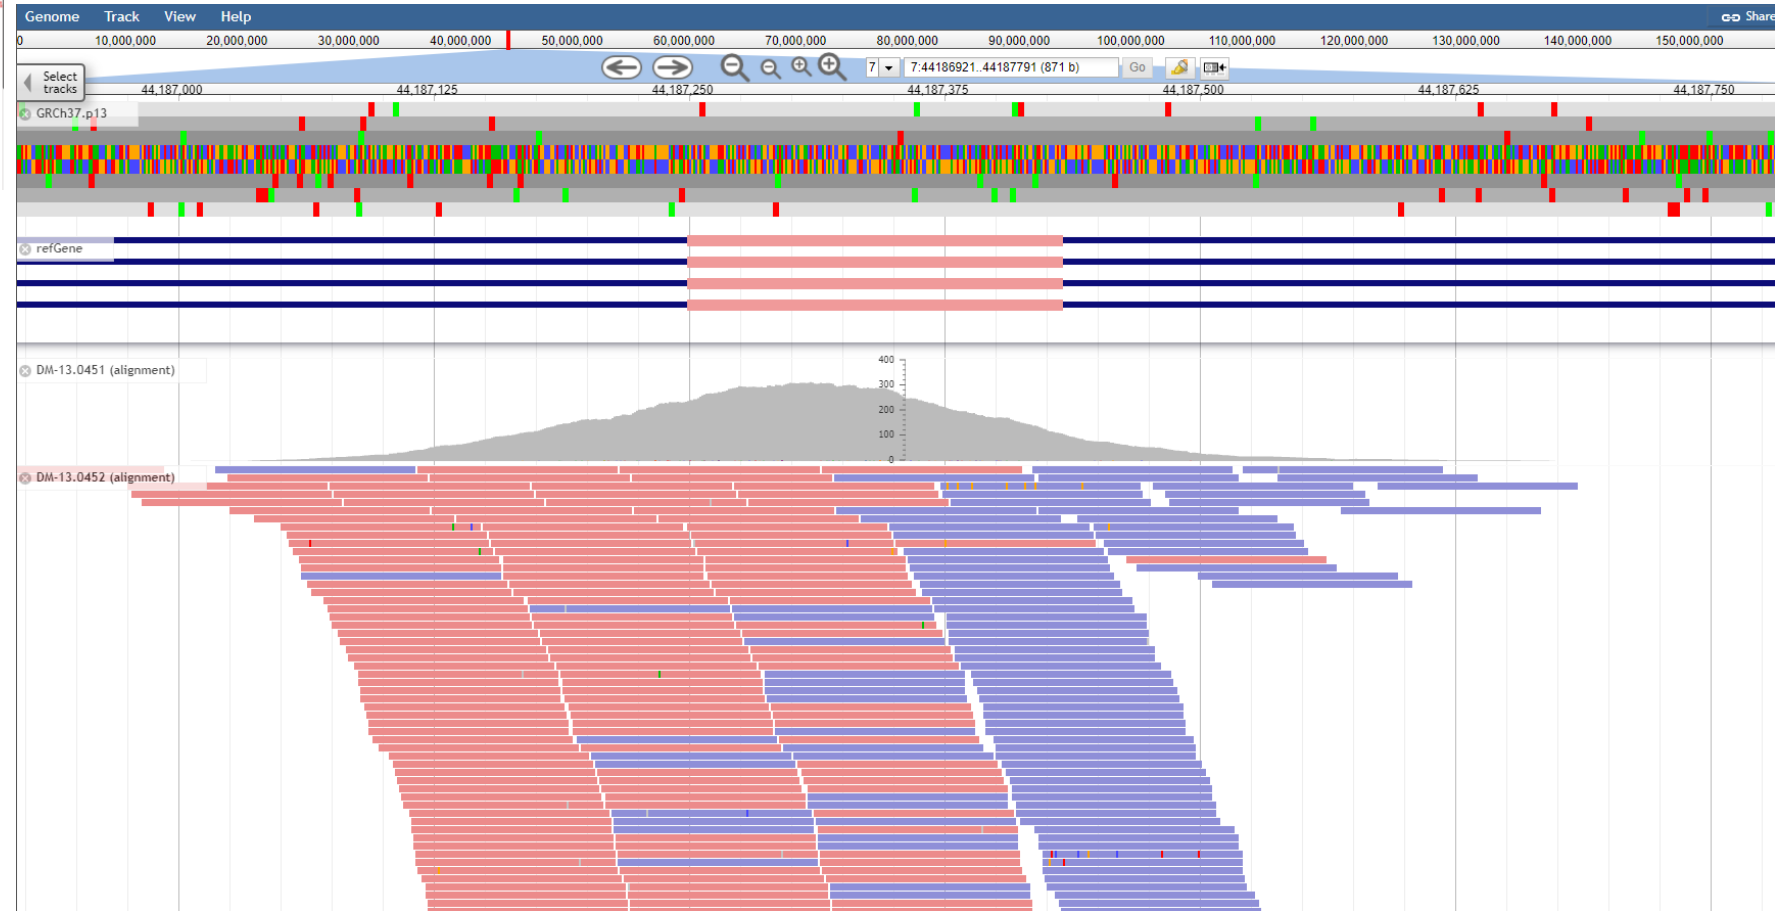 Genome Track View Help Share
0 10,000,000 20,000,000 30,000,000 40,000,000 50,000,000 60,000,000 70,000,000 80,000,000 90,000,000 100,000,000 110,000,000 120,000,000 130,000,000 140,000,000 150,000,000
Select
tracks
7 7:44186921..44187791 (871 b) Go
44,187,000 44,187,125 44,187,250 44,187,375 44,187,500 44,187,625 44,187,750
GRCh37.p13
refGene
DM-13.0451 (alignment)
400
300
200
100
0
DM-13.0452 (alignment)